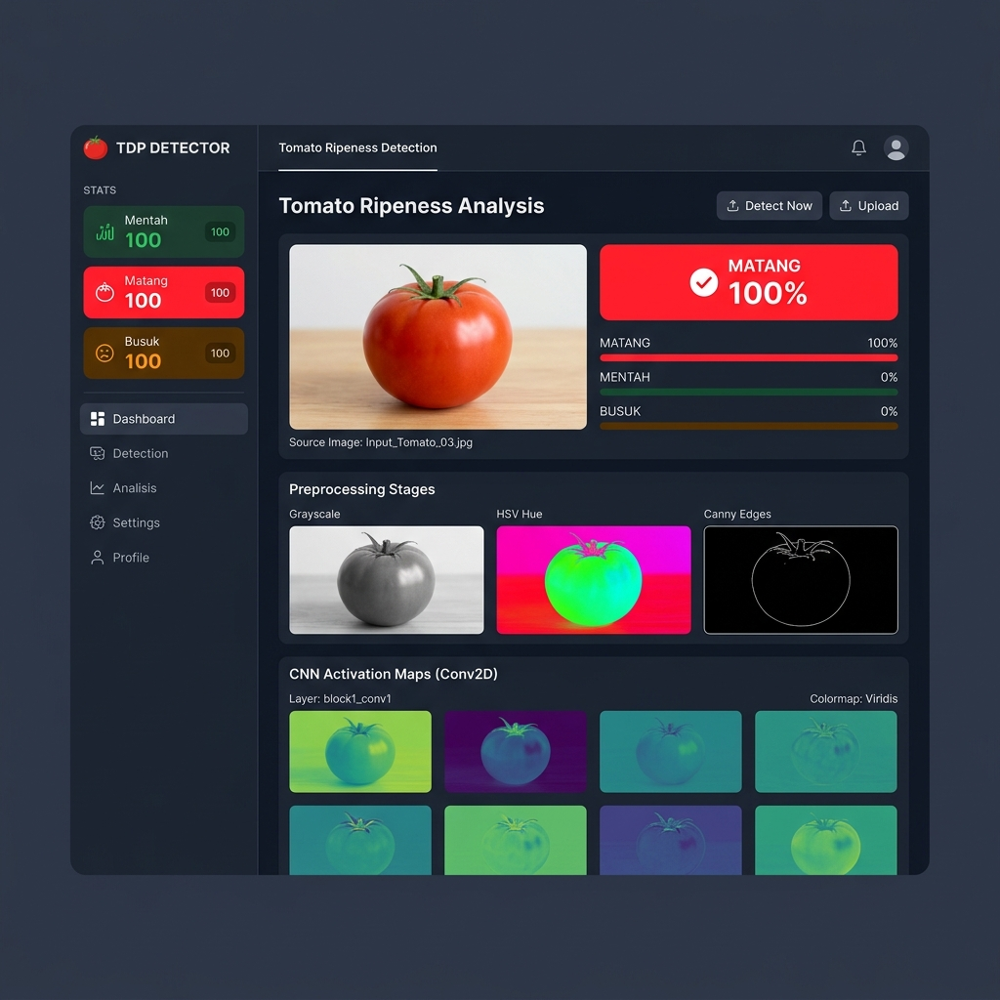 TDP DETECTOR
STATS
Mentah
100
100
Matang
100
100
Busuk
100
100
Dashboard
Detection
Analisis
Settings
Profile
Tomato Ripeness Detection
Tomato Ripeness Analysis
Detect Now
Upload
MATANG
100%
MATANG 100%
MENTAH 0%
BUSUK 0%
Source Image: Input_Tomato_03.jpg
Preprocessing Stages
Grayscale
HSV Hue
Canny Edges
CNN Activation Maps (Conv2D)
Layer: block1_conv1
Colormap: Viridis